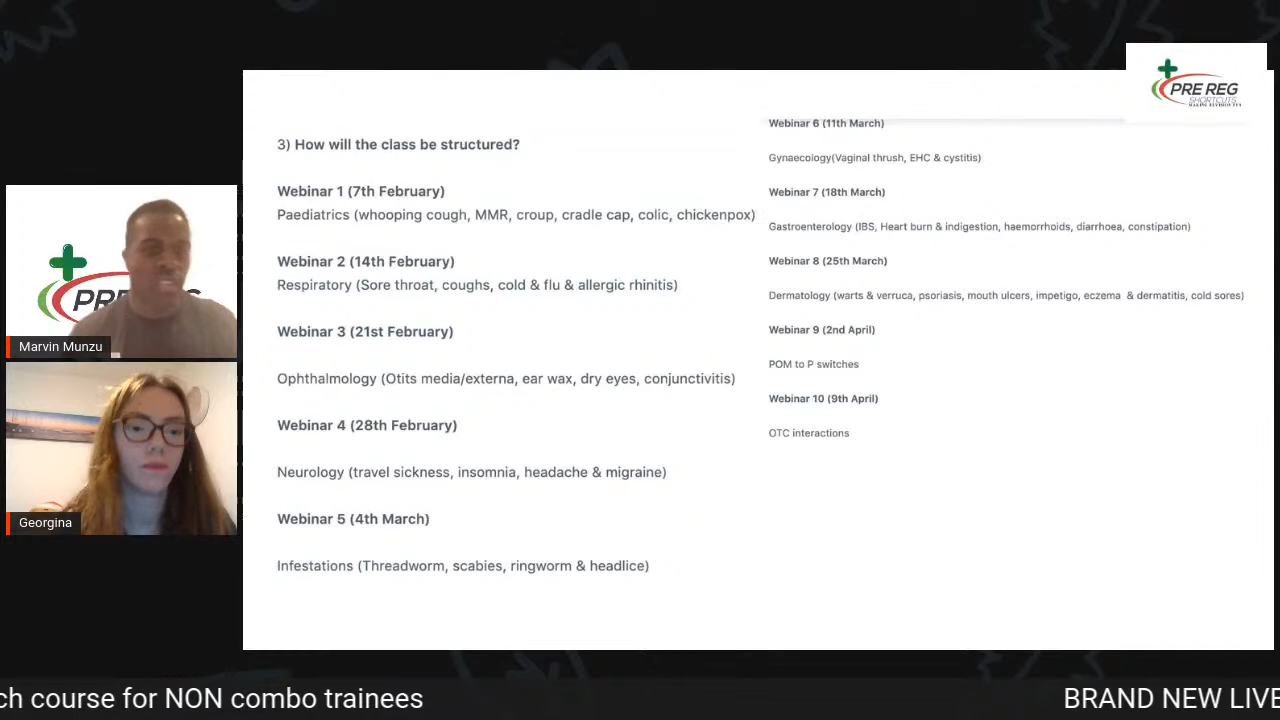 PRE REG
SHORTCUTS
3) How will the class be structured?
Webinar 1 (7th February)
Paediatrics (whooping cough, MMR, croup, cradle cap, colic, chickenpox)
Webinar 2 (14th February)
Respiratory (Sore throat, coughs, cold & flu & allergic rhinitis)
Webinar 3 (21st February)
Ophthalmology (Otits media/externa, ear wax, dry eyes, conjunctivitis)
Webinar 4 (28th February)
Neurology (travel sickness, insomnia, headache & migraine)
Webinar 5 (4th March)
Infestations (Threadworm, scabies, ringworm & headlice)
Webinar 6 (11th March)
Gynaecology(Vaginal thrush, EHC & cystitis)
Webinar 7 (18th March)
Gastroenterology (IBS, Heart burn & indigestion, haemorrhoids, diarrhoea, constipation)
Webinar 8 (25th March)
Dermatology (warts & verruca, psoriasis, mouth ulcers, impetigo, eczema & dermatitis, cold sores)
Webinar 9 (2nd April)
POM to P switches
Webinar 10 (9th April)
OTC interactions
Marvin Munzu
Georgina
ch course for NON combo trainees
BRAND NEW LIVE